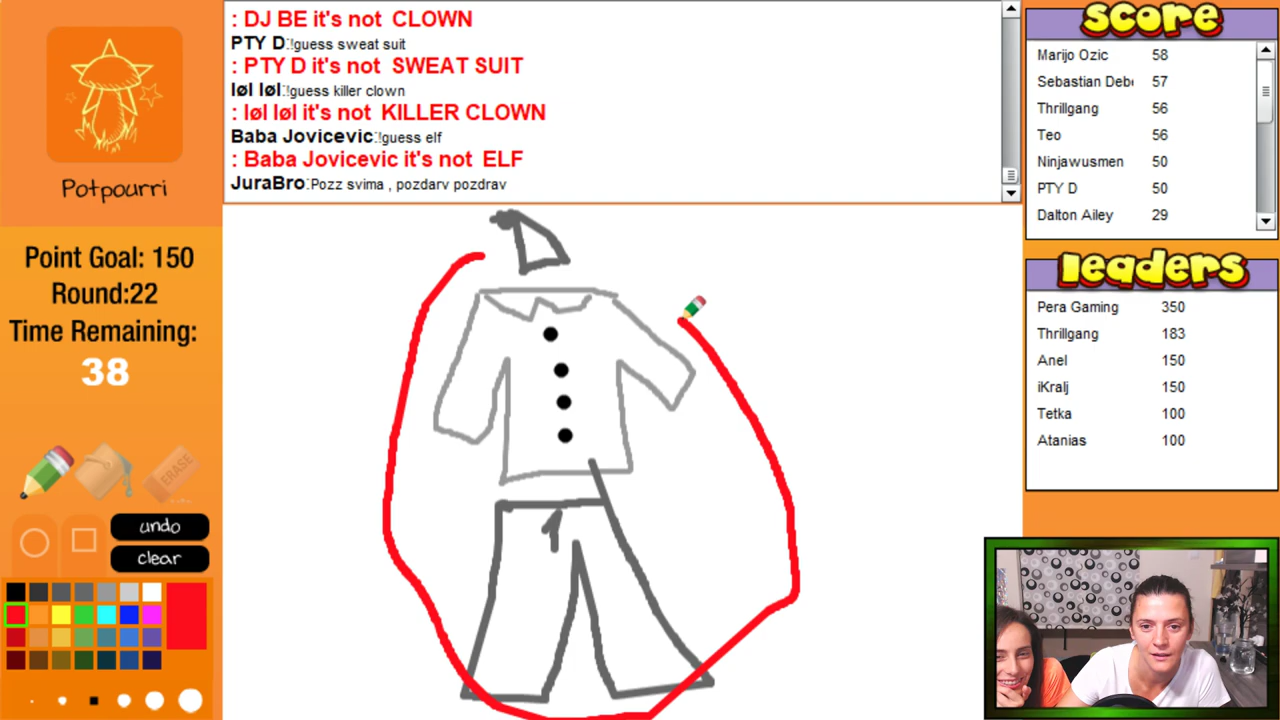 : DJ BE it's not CLOWN
PTY D:!guess sweat suit
: PTY D it's not SWEAT SUIT
løl løl:!guess killer clown
: løl løl it's not KILLER CLOWN
Baba Jovicevic:!guess elf
: Baba Jovicevic it's not ELF
JuraBro:Pozz svima , pozdarv pozdrav
Potpourri
Point Goal: 150
Round:22
Time Remaining:
38
ERASE
undo
clear
score
Marijo Ozic 58
Sebastian Deb
Thrillgang 56
Teo 56
Ninjawusmen 50
PTY D 50
Dalton Ailey 29
leaders
Pera Gaming 350
Thrillgang 183
Anel 150
iKralj 150
Tetka 100
Atanias 100